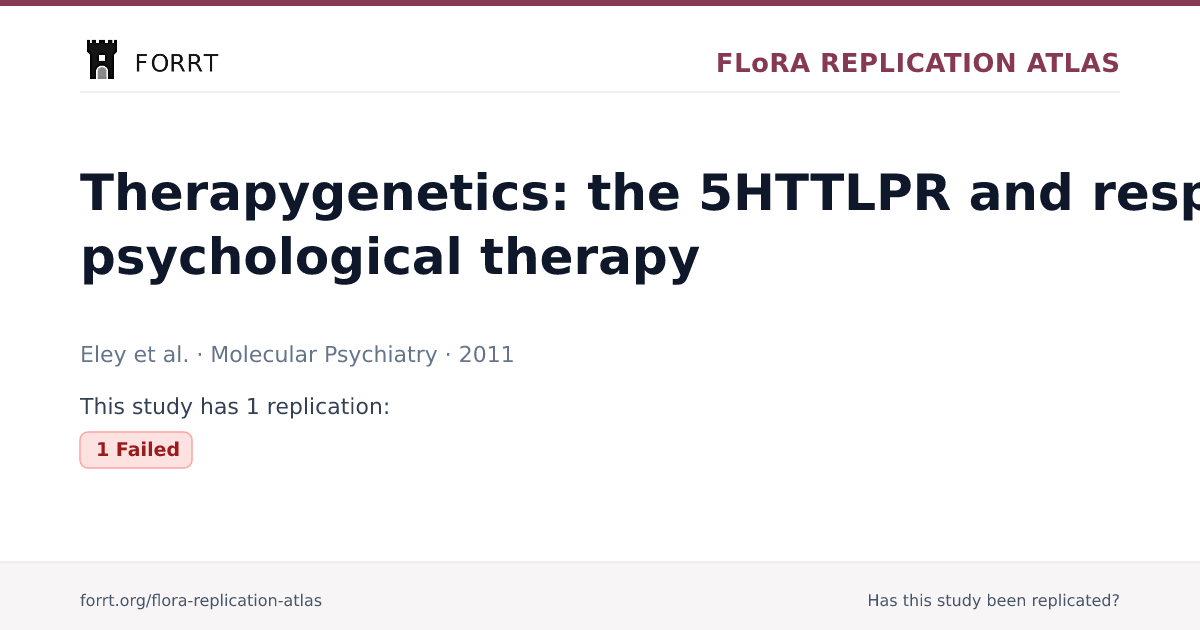 FORRT
FLoRA REPLICATION ATLAS
Therapygenetics: the 5HTTLPR and resp
psychological therapy
Eley et al. · Molecular Psychiatry · 2011
This study has 1 replication:
1 Failed
forrt.org/flora-replication-atlas
Has this study been replicated?